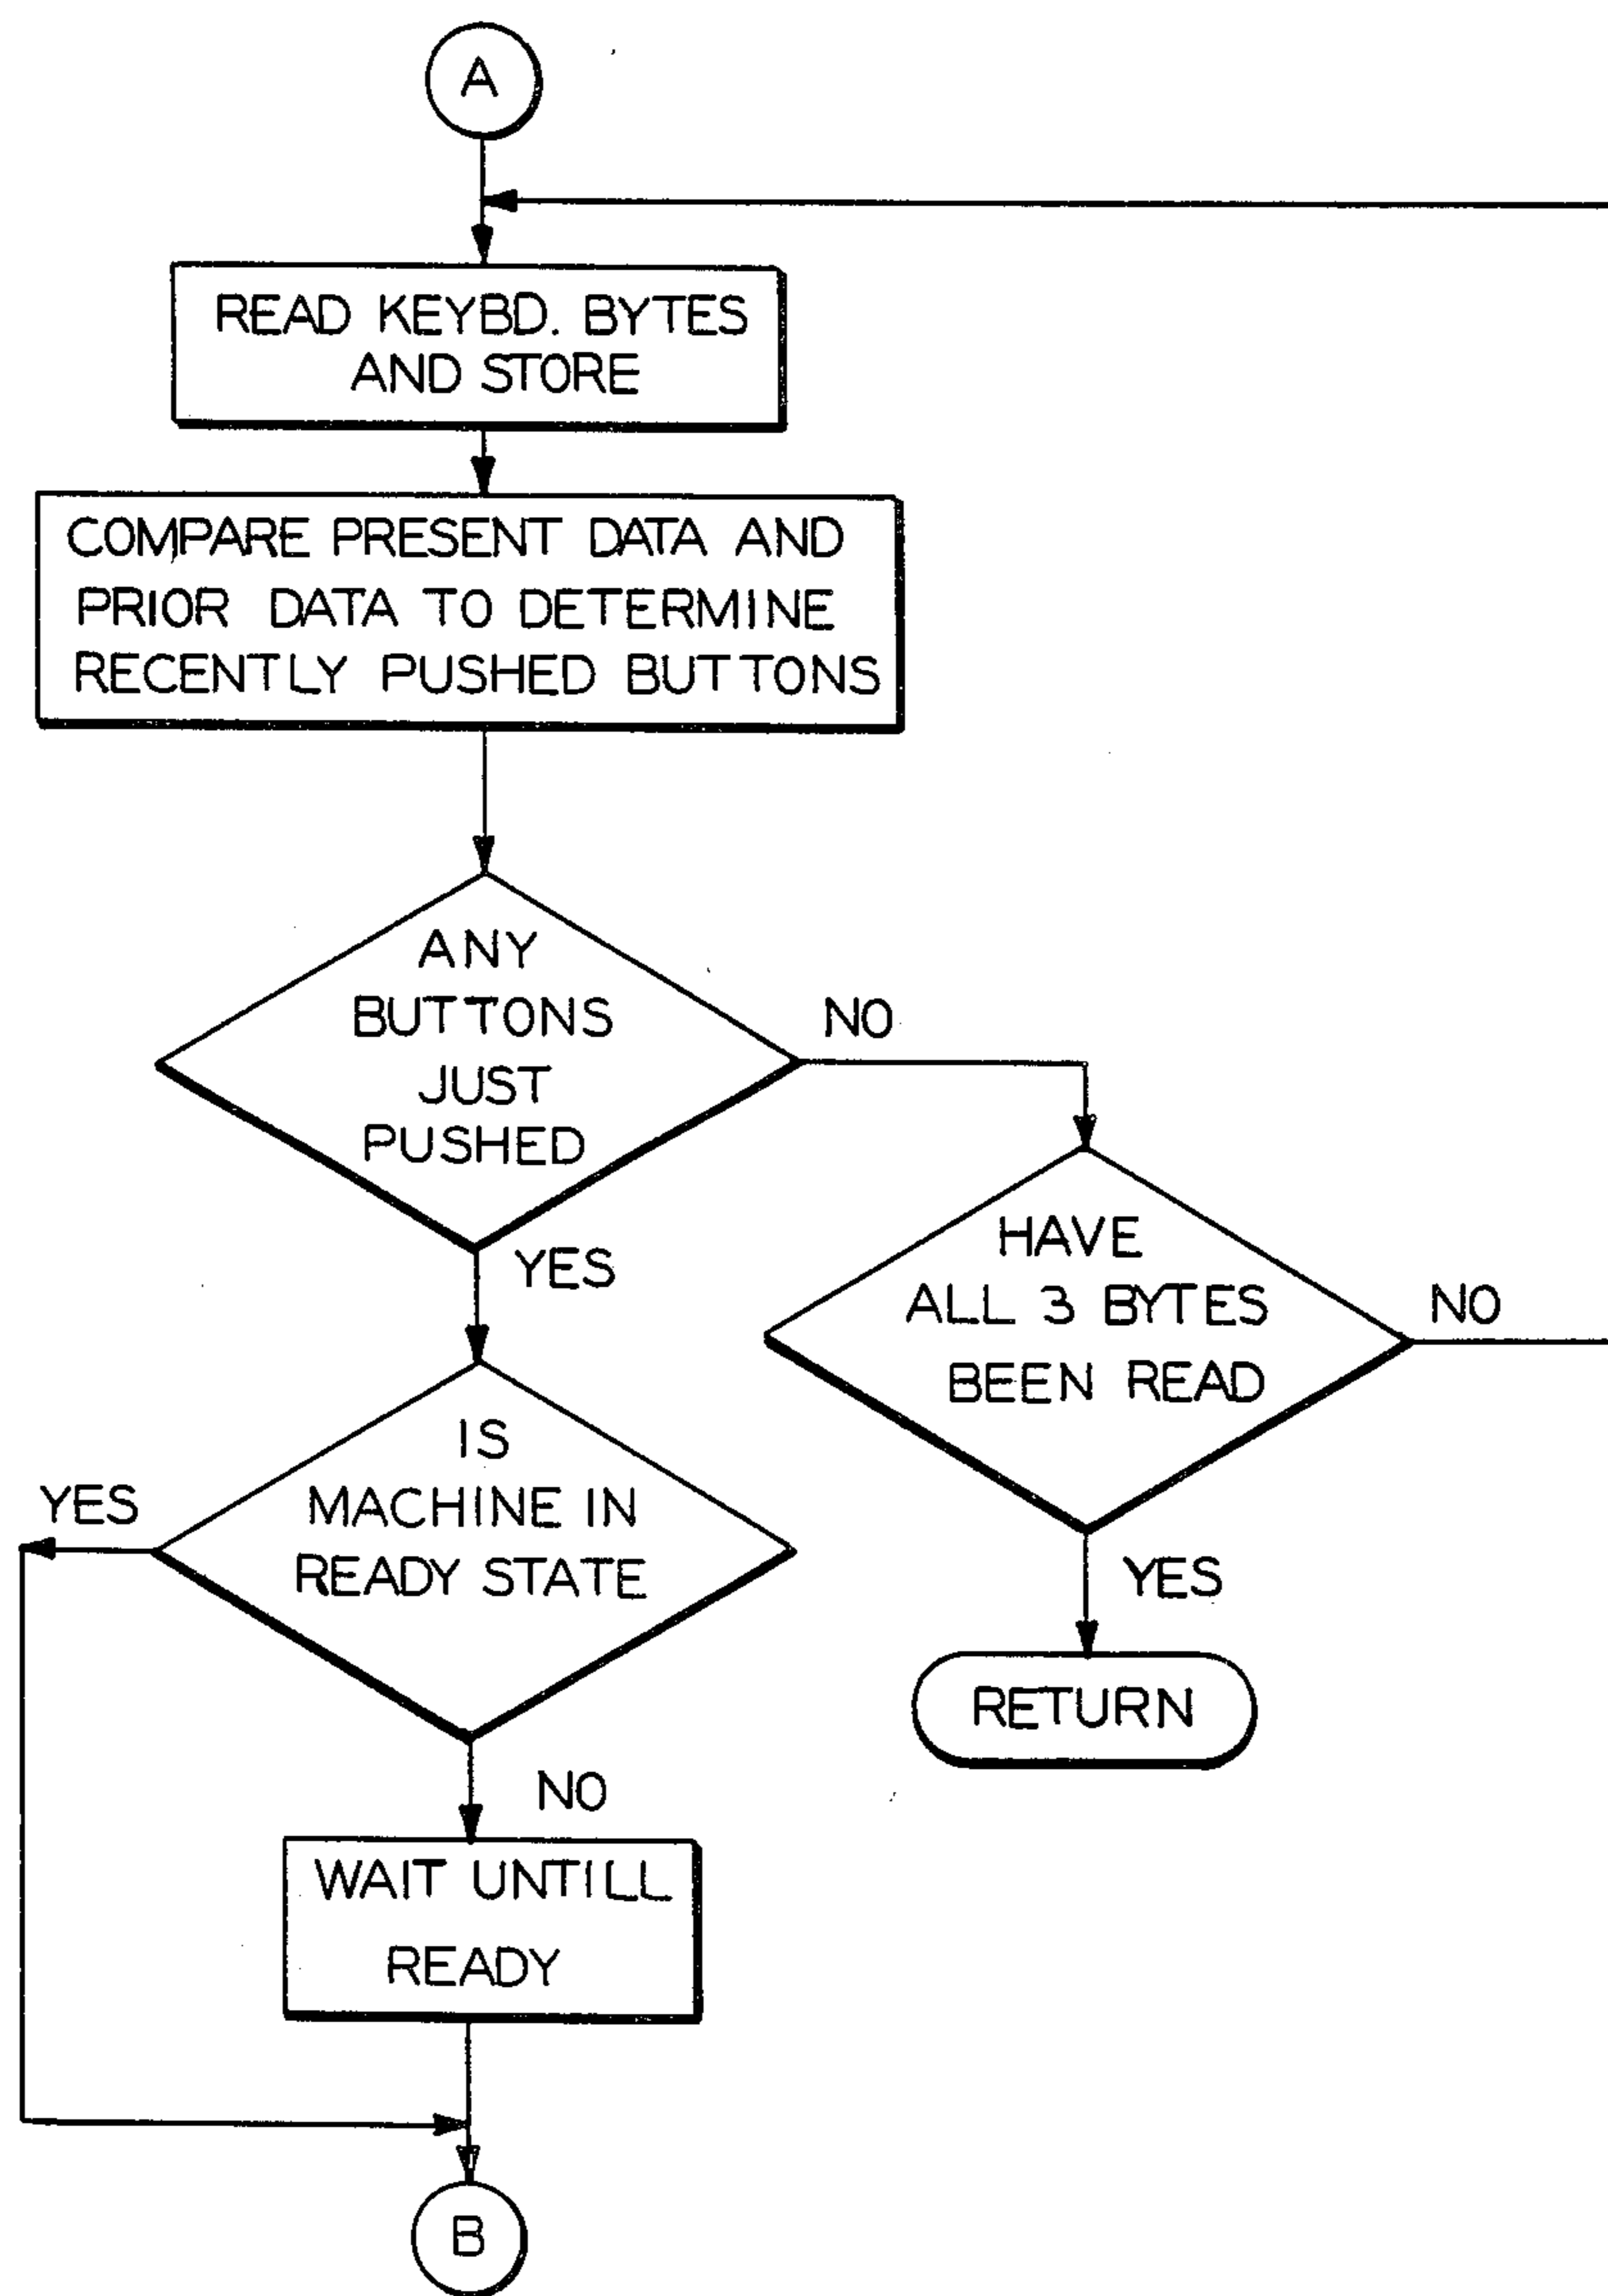 A
READ KEYBD. BYTES
AND STORE
COMPARE PRESENT DATA AND
PRIOR DATA TO DETERMINE
RECENTLY PUSHED BUTTONS
ANY
BUTTONS
JUST
PUSHED
NO
YES
HAVE
ALL 3 BYTES
BEEN READ
NO
YES
RETURN
IS
MACHINE IN
READY STATE
YES
NO
WAIT UNTILL
READY
B